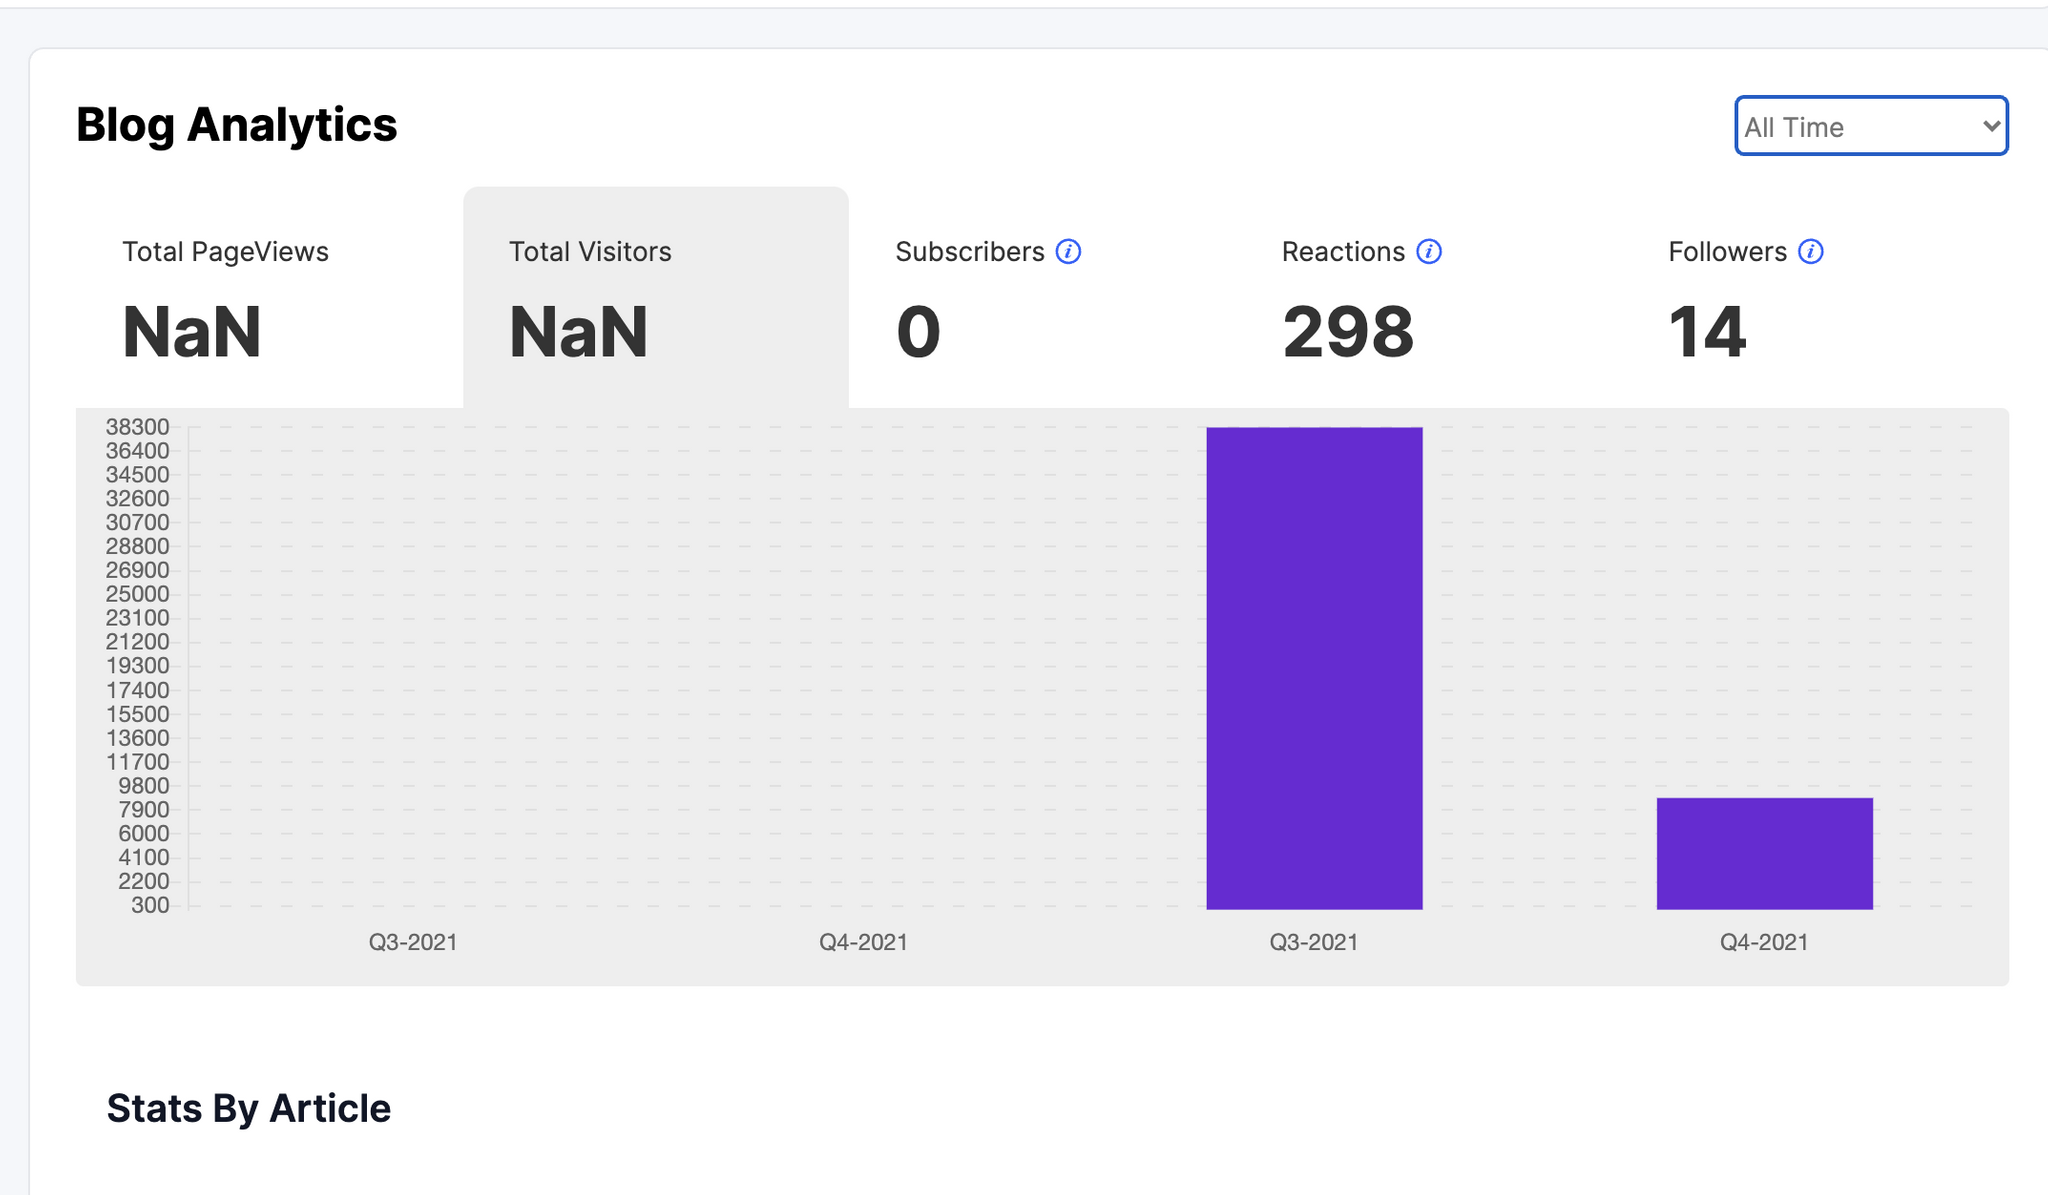 Blog Analytics
All Time
Total PageViews
NaN
Total Visitors
NaN
Subscribers i
0
Reactions i
298
Followers i
14
38300
36400
34500
32600
30700
28800
26900
25000
23100
21200
19300
17400
15500
13600
11700
9800
7900
6000
4100
2200
300
Q3-2021 Q4-2021 Q3-2021 Q4-2021
Stats By Article